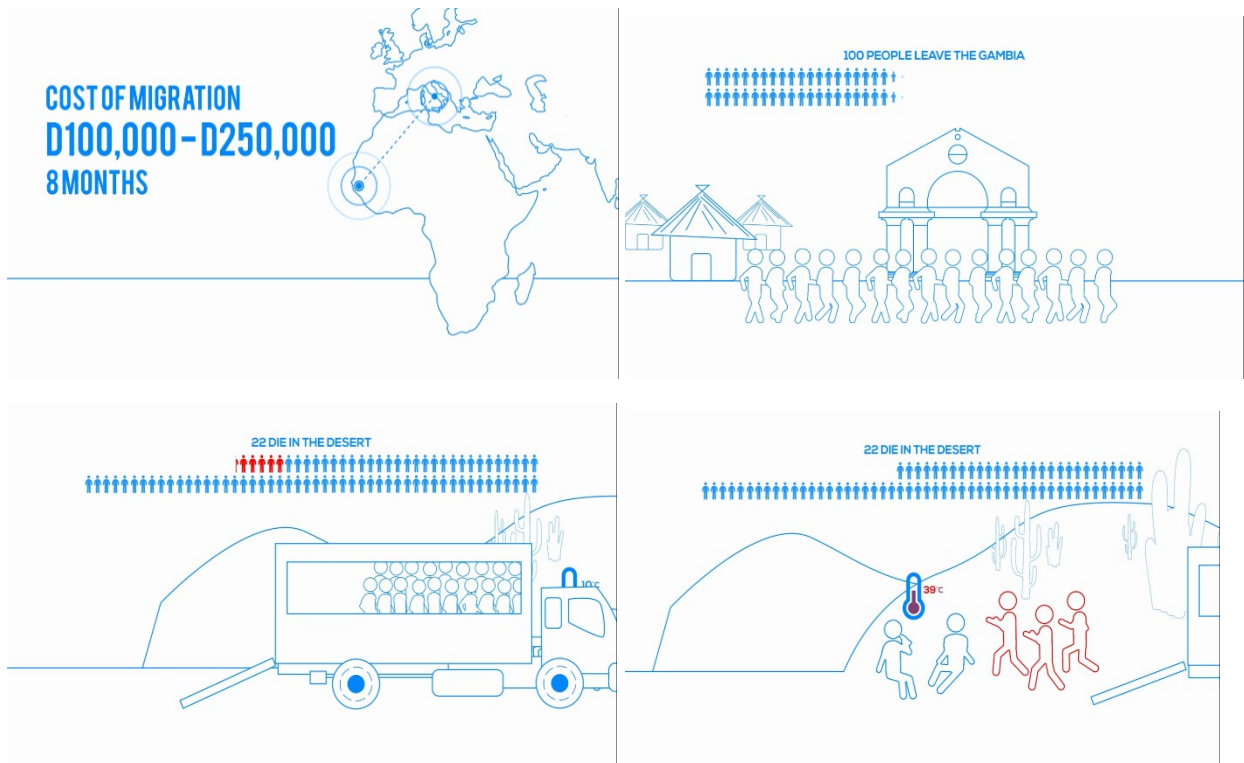 COST OF MIGRATION
D100,000 – D250,000
8 MONTHS
100 PEOPLE LEAVE THE GAMBIA
22 DIE IN THE DESERT
10°C
22 DIE IN THE DESERT
39°C